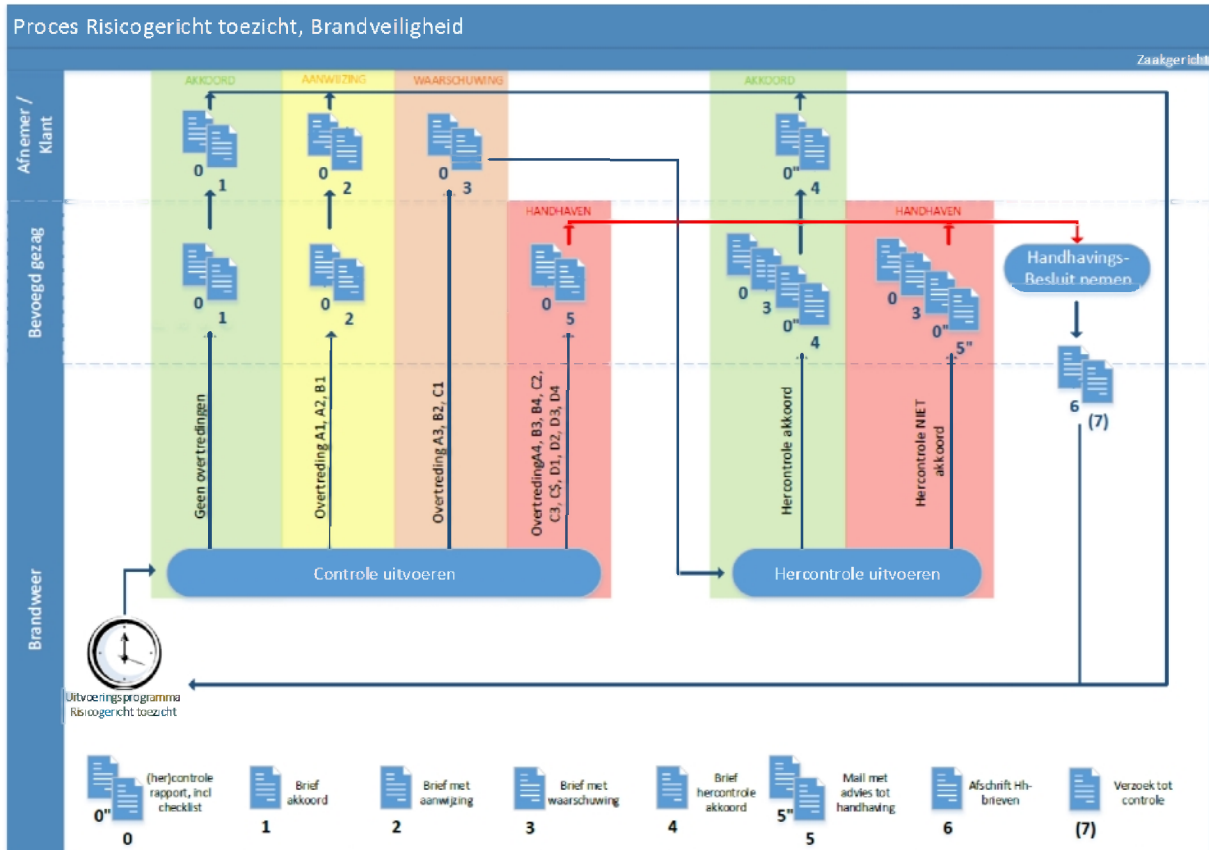 Proces Risicogericht toezicht, Brandveiligheid
Zaakgericht
Afnemer /
Klant
Bevoegd gezag
Brandweer
AKKOORD
AANWIJZING
WAARSCHUWING
AKKOORD
0
1
0
2
0
3
0"
4
HANDHAVEN
HANDHAVEN
0
1
0
2
0
5
0
3
0"
4
0
3
0"
5"
Handhavings-
Besluit nemen
6
(7)
Geen overtredingen
Overtreding A1, A2, B1
Overtreding A3, B2, C1
OvertredingA4, B3, B4, C2,
C3, C$, D1, D2, D3, D4
Hercontrole akkoord
Hercontrole NIET
akkoord
Controle uitvoeren
Hercontrole uitvoeren
Uitvoeringsprogramma
Risicogericht toezicht
(her)controle
rapport, incl
checklist
0"
0
Brief
akkoord
1
Brief met
aanwijzing
2
Brief met
waarschuwing
3
Brief
hercontrole
akkoord
4
Mail met
advies tot
handhaving
5"
5
Afschrift Hh-
brieven
6
Verzoek tot
controle
(7)